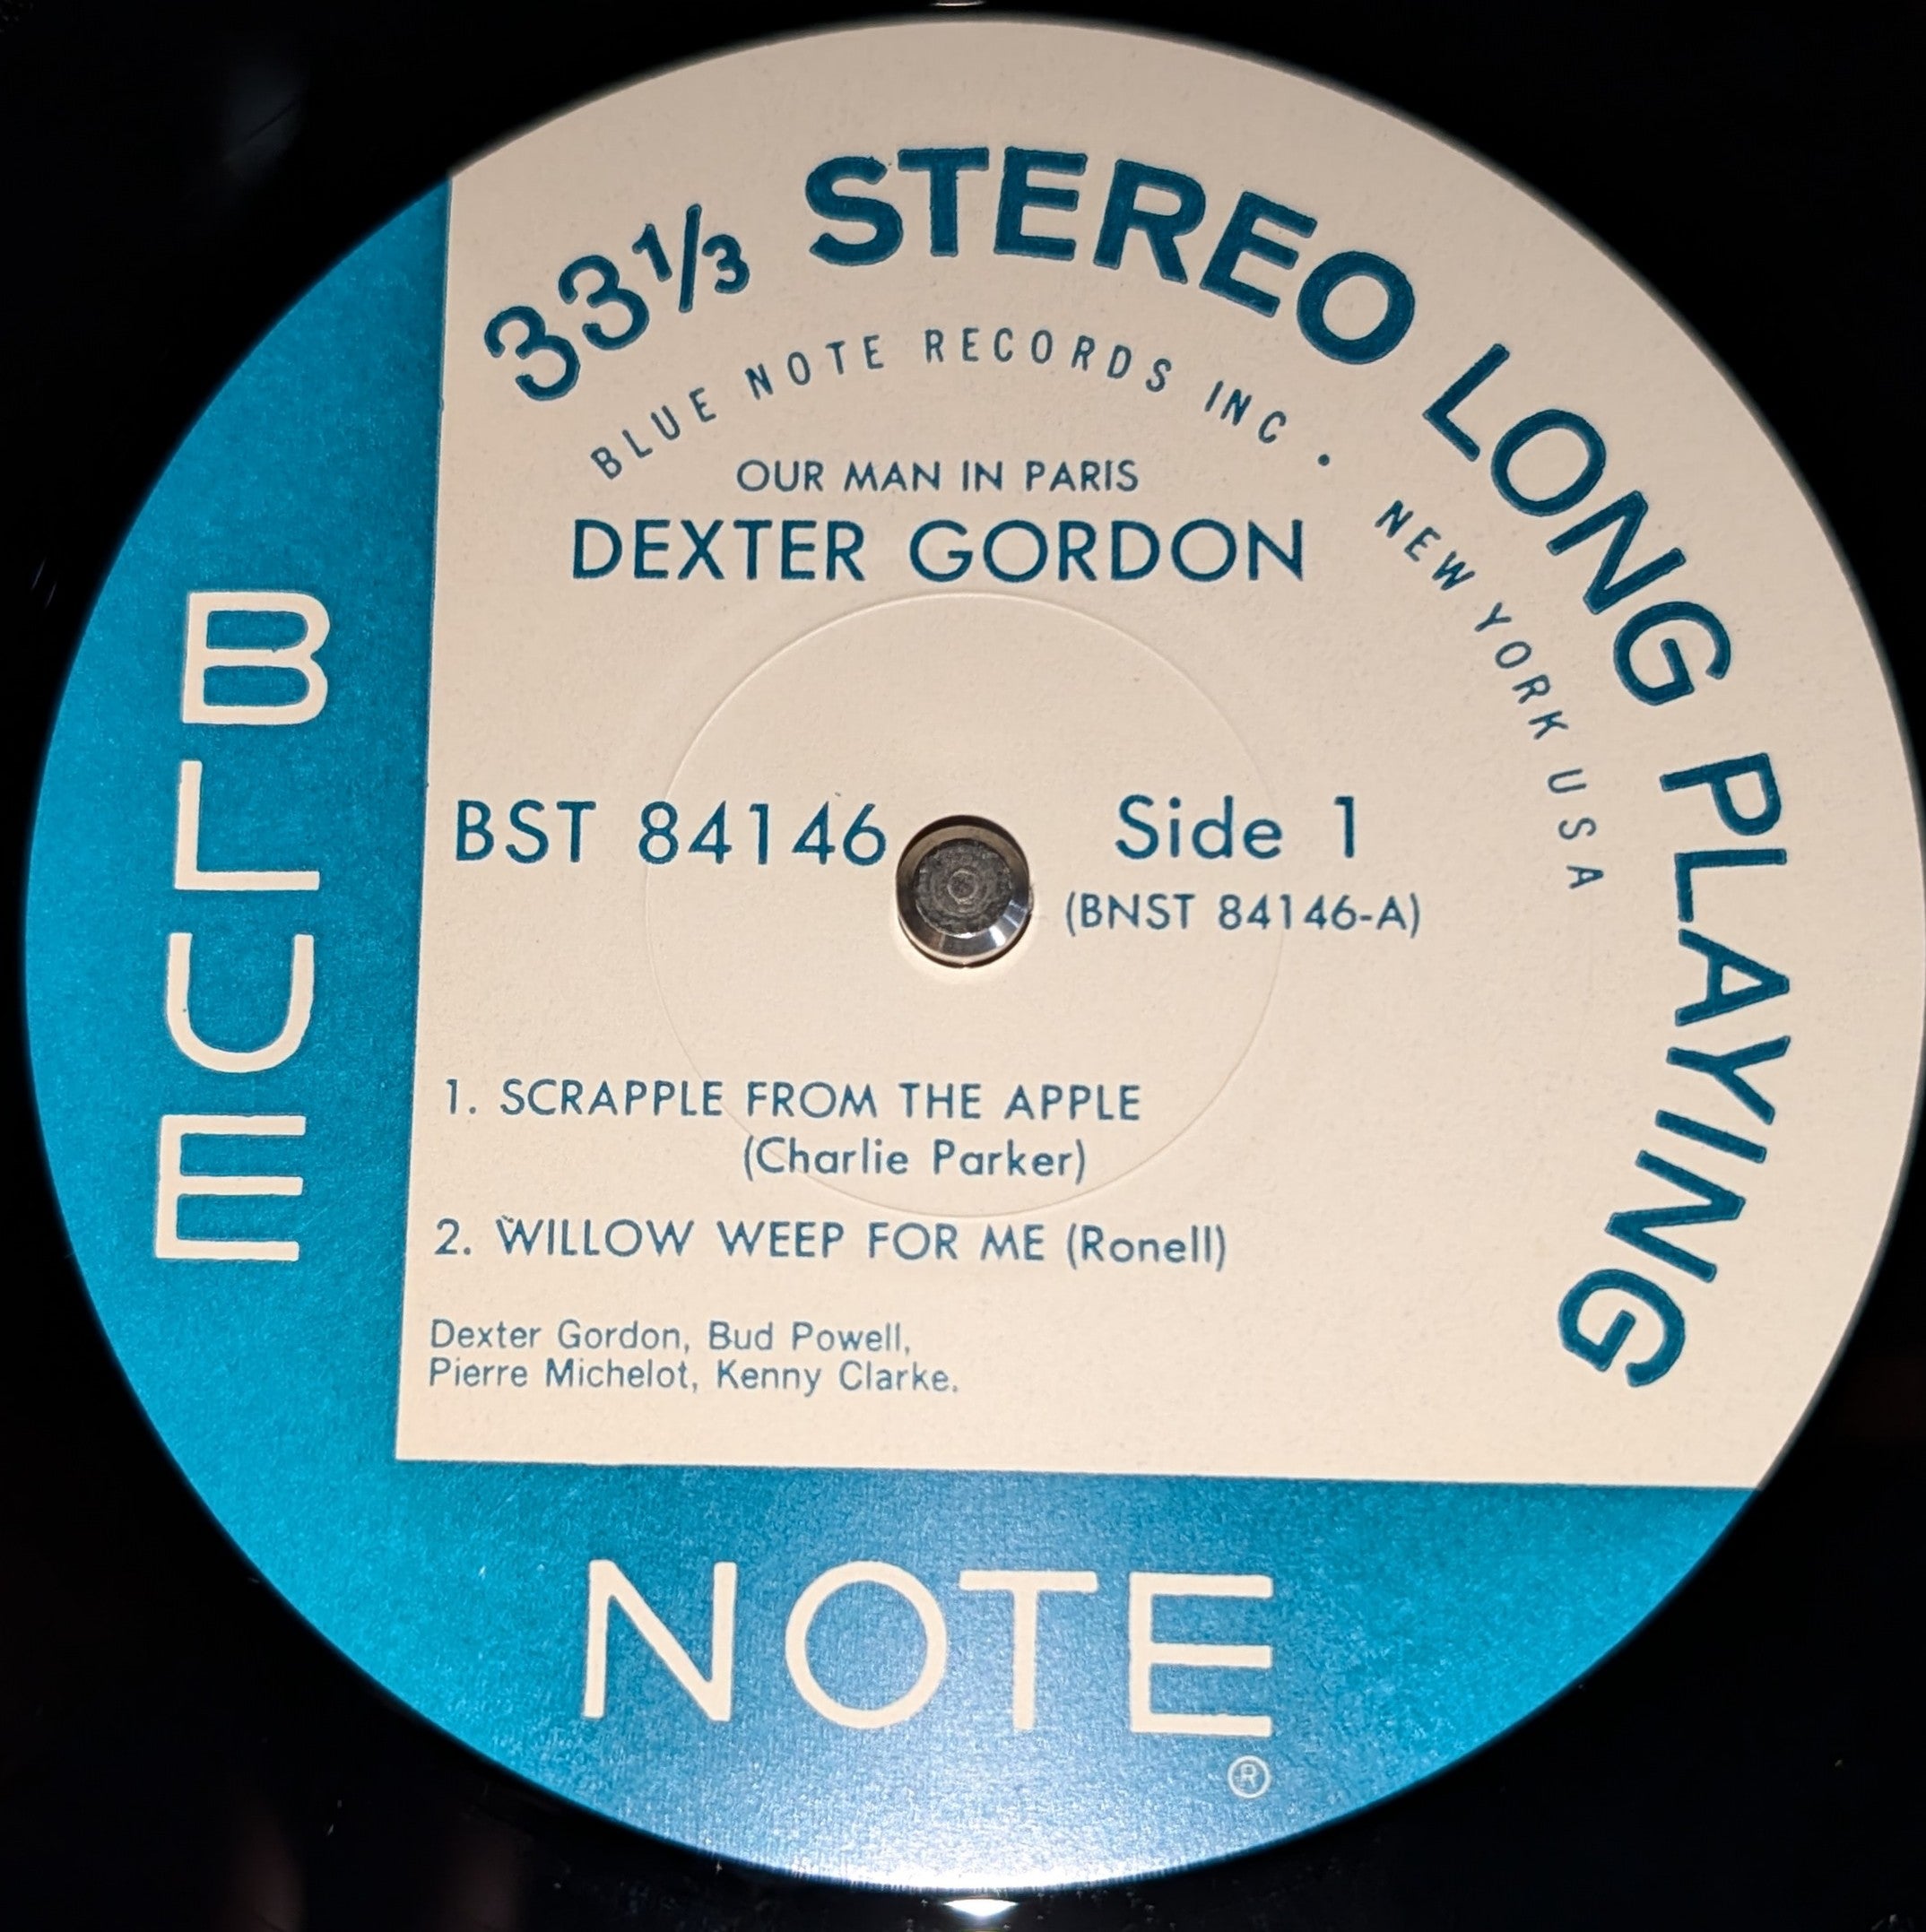 33⅓ STEREO LONG PLAYING
BLUE NOTE RECORDS INC · NEW YORK USA
OUR MAN IN PARIS
DEXTER GORDON
BST 84146
Side 1
(BNST 84146-A)
1. SCRAPPLE FROM THE APPLE
(Charlie Parker)
2. WILLOW WEEP FOR ME (Ronell)
Dexter Gordon, Bud Powell,
Pierre Michelot, Kenny Clarke.
BLUE
NOTE
®